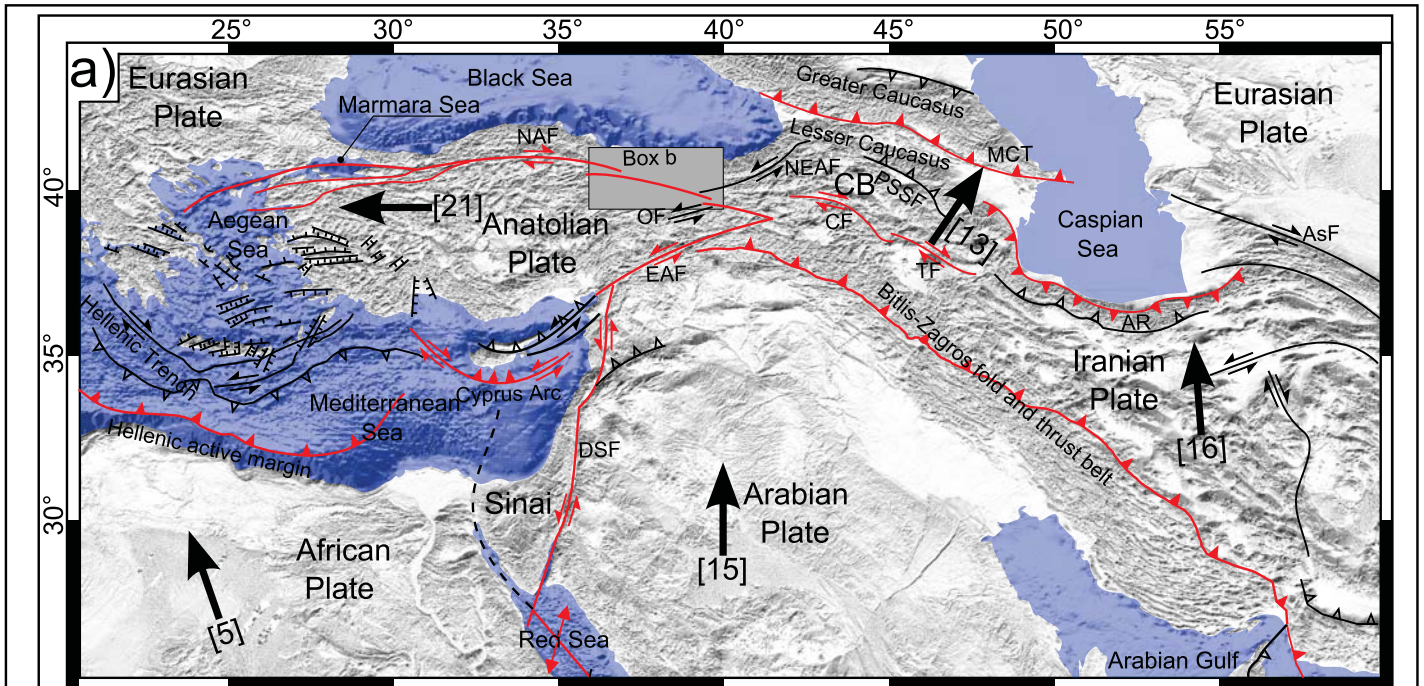 25°
30°
35°
40°
45°
50°
55°
a)
Eurasian
Plate
Black Sea
Greater Caucasus
Eurasian
Plate
Marmara Sea
NAF
Box b
Lesser Caucasus
MCT
40°
NEAF
PSSF
CB
[21]
Aegean
Sea
Anatolian
Plate
OF
CF
[13]
Caspian
Sea
AsF
EAF
TF
Hellenic Trench
Bitlis-Zagros fold and thrust belt
AR
35°
Iranian
Plate
Mediterranean
Sea
Cyprus Arc
Hellenic active margin
DSF
[16]
30°
Sinai
Arabian
Plate
African
Plate
[15]
[5]
Red Sea
Arabian Gulf